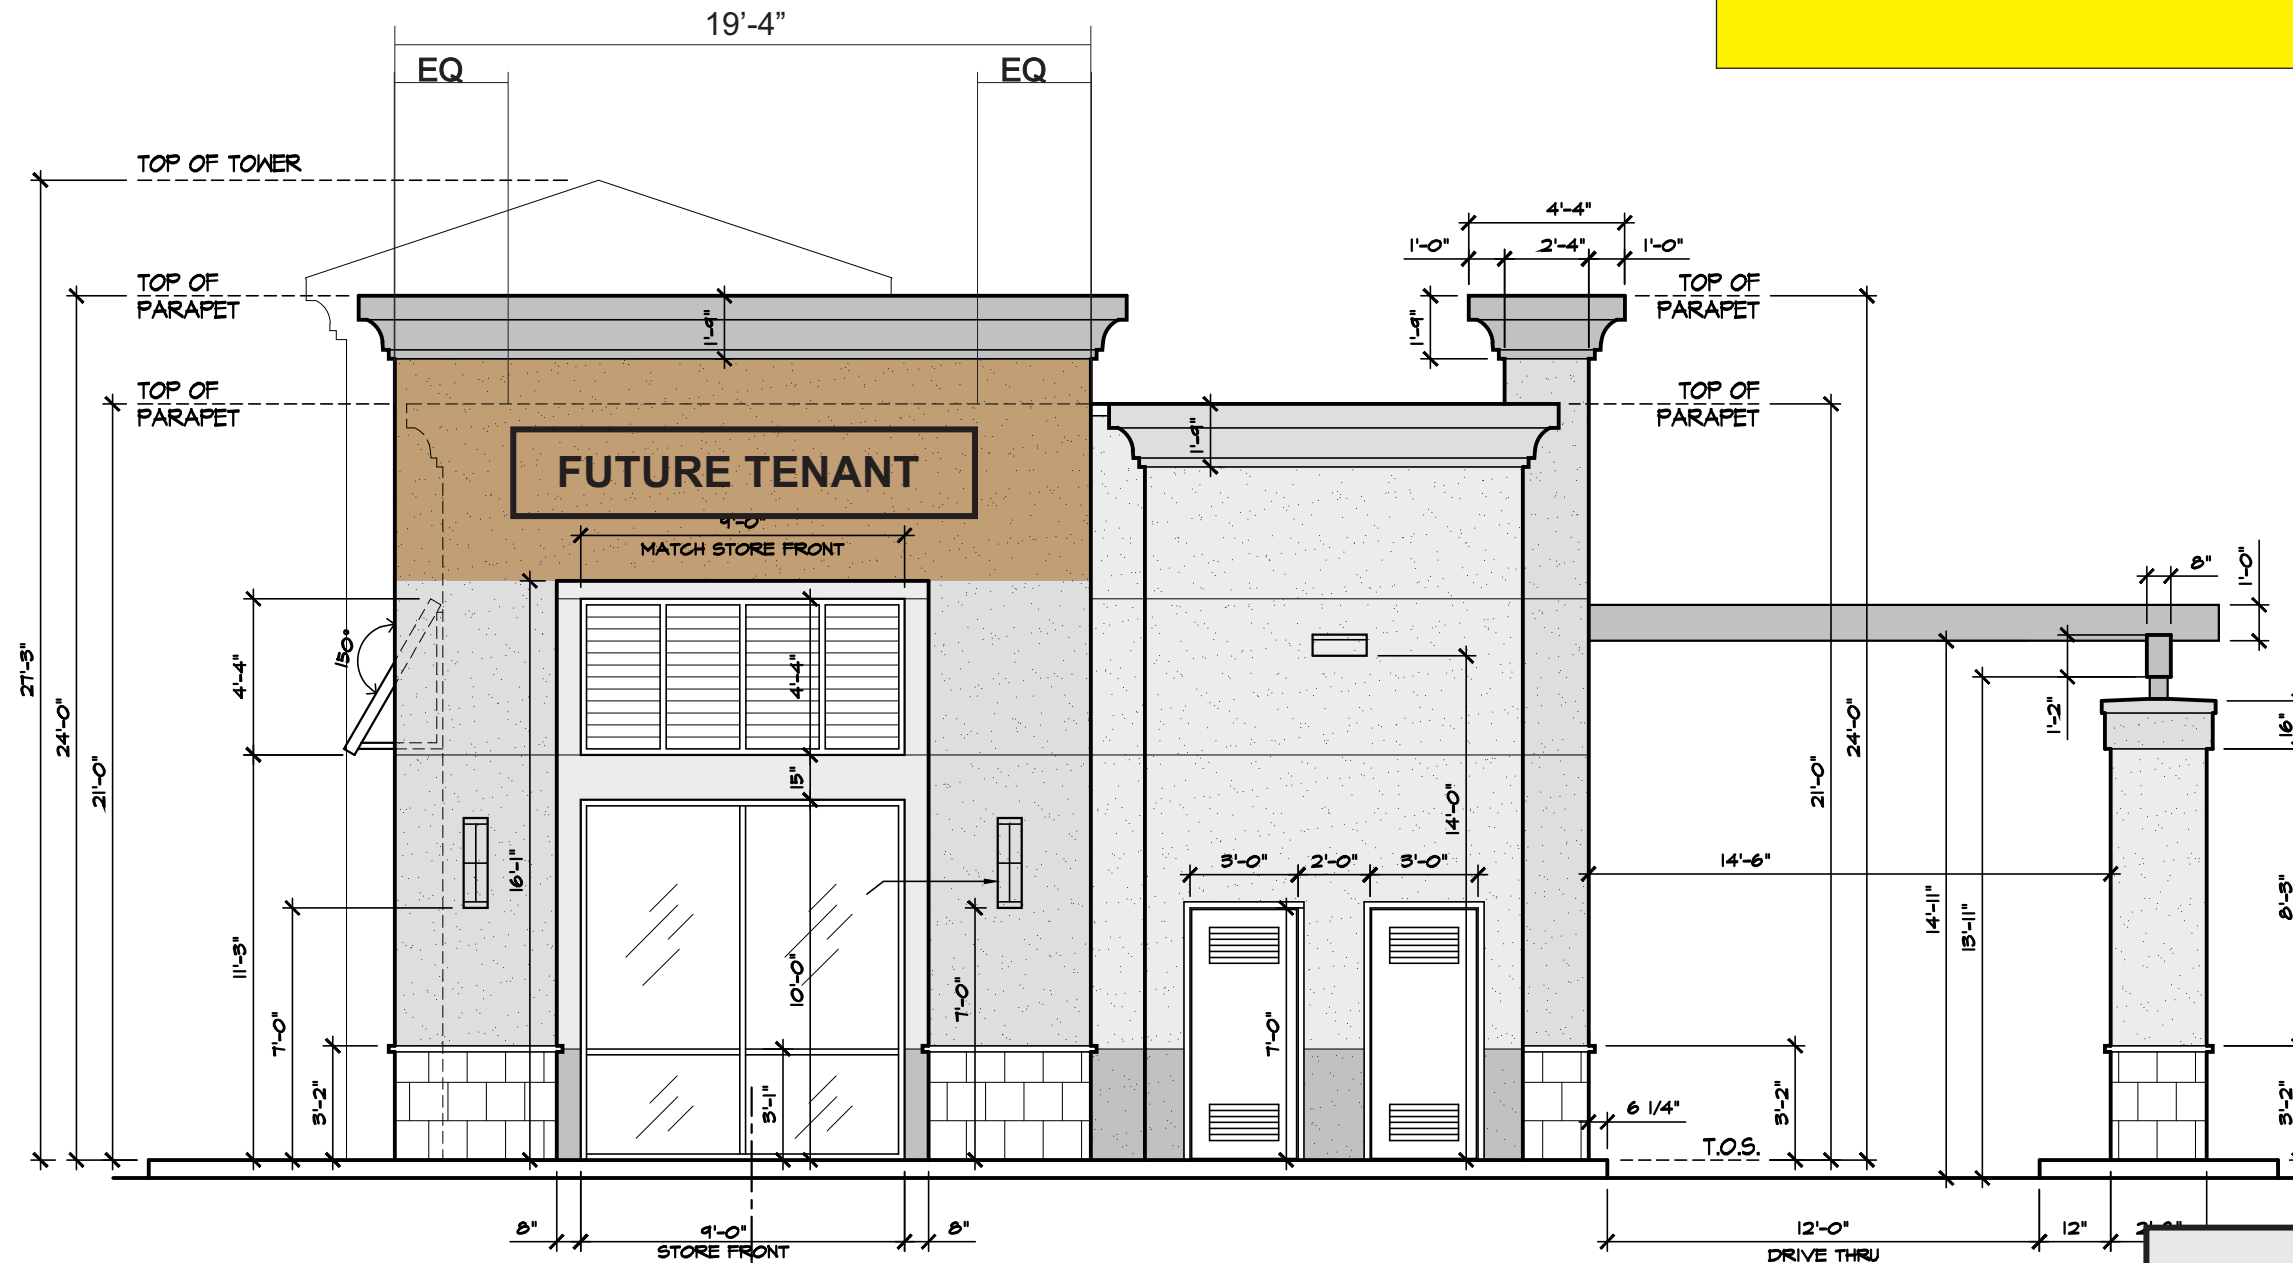 19'-4”
EQ
EQ
TOP OF TOWER
4'-4"
1'-0"
2'-4"
1'-0"
TOP OF
PARAPET
TOP OF
PARAPET
1'-9"
1'-9"
TOP OF
PARAPET
TOP OF
PARAPET
1'-9"
FUTURE TENANT
9'-0"
MATCH STORE FRONT
8"
1'-0"
150°
27'-3"
4'-4"
4'-4"
24'-0"
24'-0"
1'-2"
16"
21'-0"
15"
21'-0"
14'-0"
16'-1"
3'-0"
2'-0"
3'-0"
14'-6"
8'-3"
14'-11"
13'-11"
11'-3"
10'-0"
7'-0"
7'-0"
7'-0"
3'-2"
3'-1"
6 1/4"
3'-2"
3'-2"
T.O.S.
8"
9'-0"
8"
STORE FRONT
12'-0"
12"
DRIVE THRU